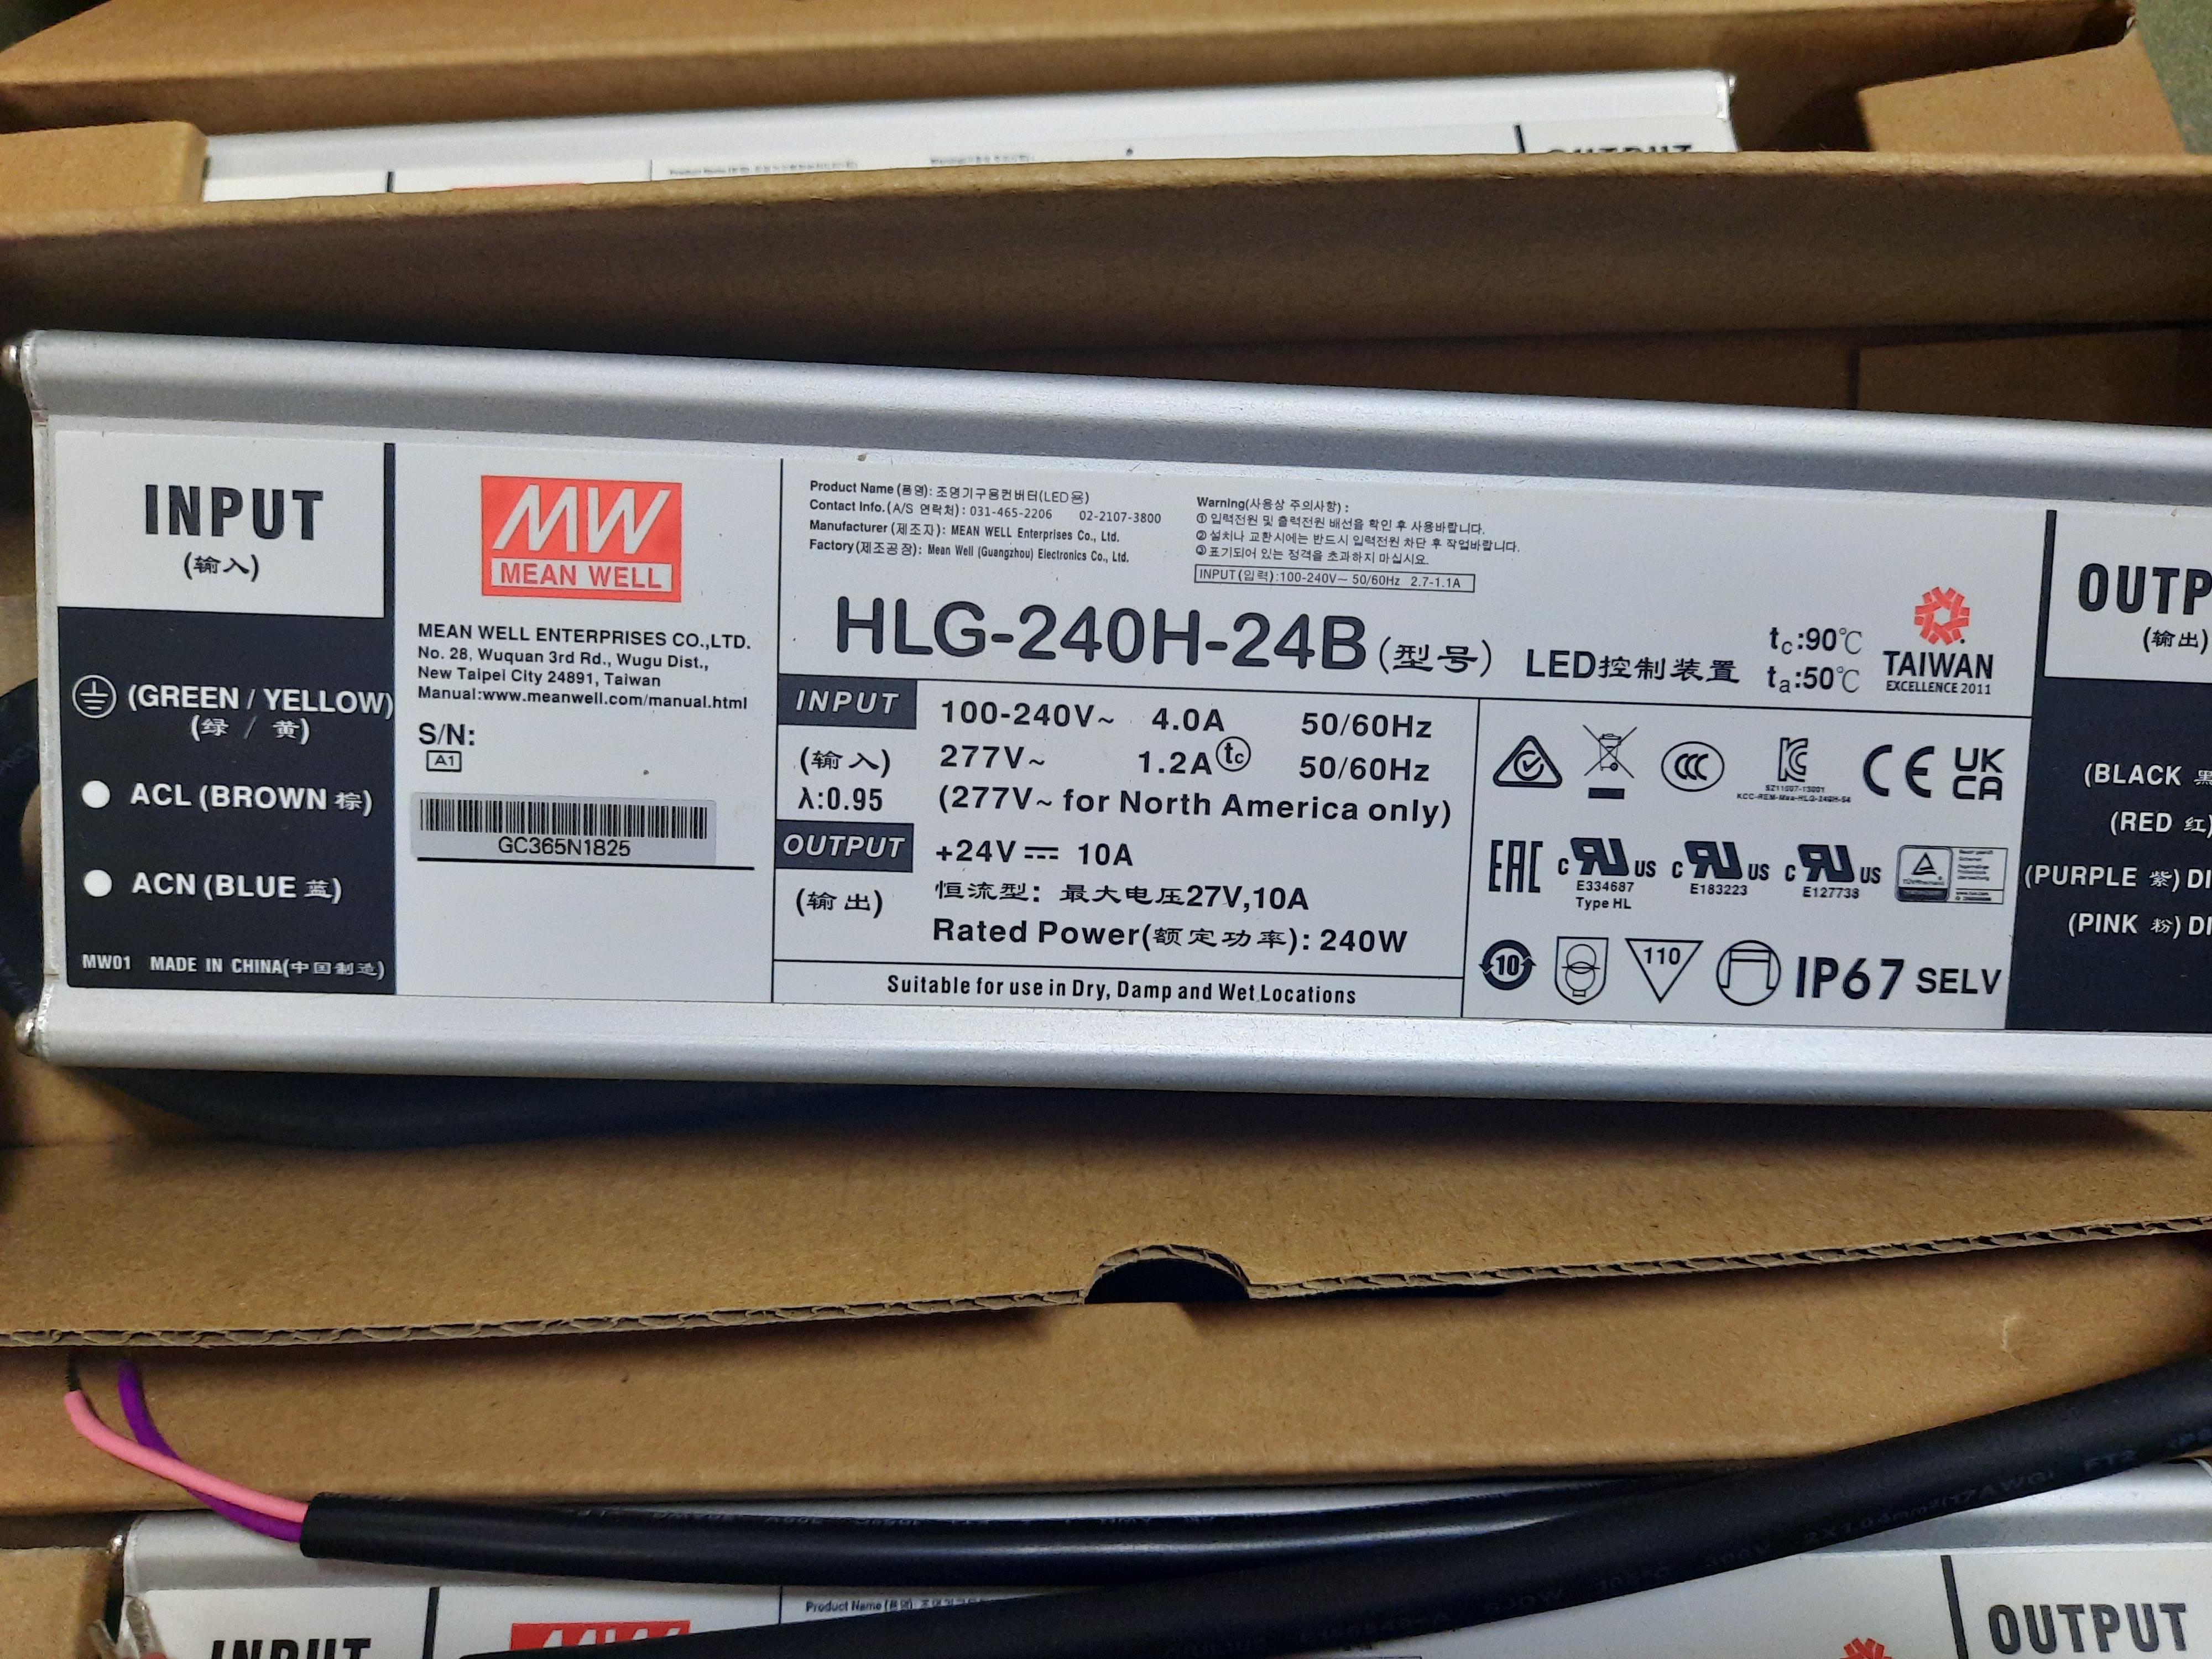 OUTPUT
INPUT
(输入)
(GREEN / YELLOW)
(绿 / 黄)
ACL (BROWN 棕)
ACN (BLUE 蓝)
MW01 MADE IN CHINA(中国制造)
MW
MEAN WELL
MEAN WELL ENTERPRISES CO.,LTD.
No. 28, Wuquan 3rd Rd., Wugu Dist.,
New Taipei City 24891, Taiwan
Manual:www.meanwell.com/manual.html
S/N:
A1
GC365N1825
Product Name (품명): 조명기구용컨버터(LED용)
Contact Info.(A/S 연락처): 031-465-2206 02-2107-3800
Manufacturer (제조자): MEAN WELL Enterprises Co., Ltd.
Factory(제조공장): Mean Well (Guangzhou) Electronics Co., Ltd.
Warning(사용상 주의사항) :
① 입력전원 및 출력전원 배선을 확인 후 사용바랍니다.
② 설치나 교환시에는 반드시 입력전원 차단 후 작업바랍니다.
③ 표기되어 있는 정격을 초과하지 마십시요.
INPUT(입력):100-240V~ 50/60Hz 2.7-1.1A
HLG-240H-24B (型号) LED控制装置
tc:90℃
ta:50℃
TAIWAN
EXCELLENCE 2011
INPUT 100-240V~ 4.0A 50/60Hz
(输入) 277V~ 1.2A tc 50/60Hz
λ:0.95 (277V~ for North America only)
OUTPUT +24V ⎓ 10A
(输出) 恒流型：最大电压27V,10A
Rated Power(额定功率): 240W
Suitable for use in Dry, Damp and Wet Locations
CCC KC CE UK CA
EAC c RU US c RU US c RU US
E334687 E183223 E127738
Type HL
10 110 IP67 SELV
OUTP
(输出)
(BLACK 黑
(RED 红)
(PURPLE 紫) DI
(PINK 粉) DI
INPUT
MW
Product Name (품명):
OUTPUT